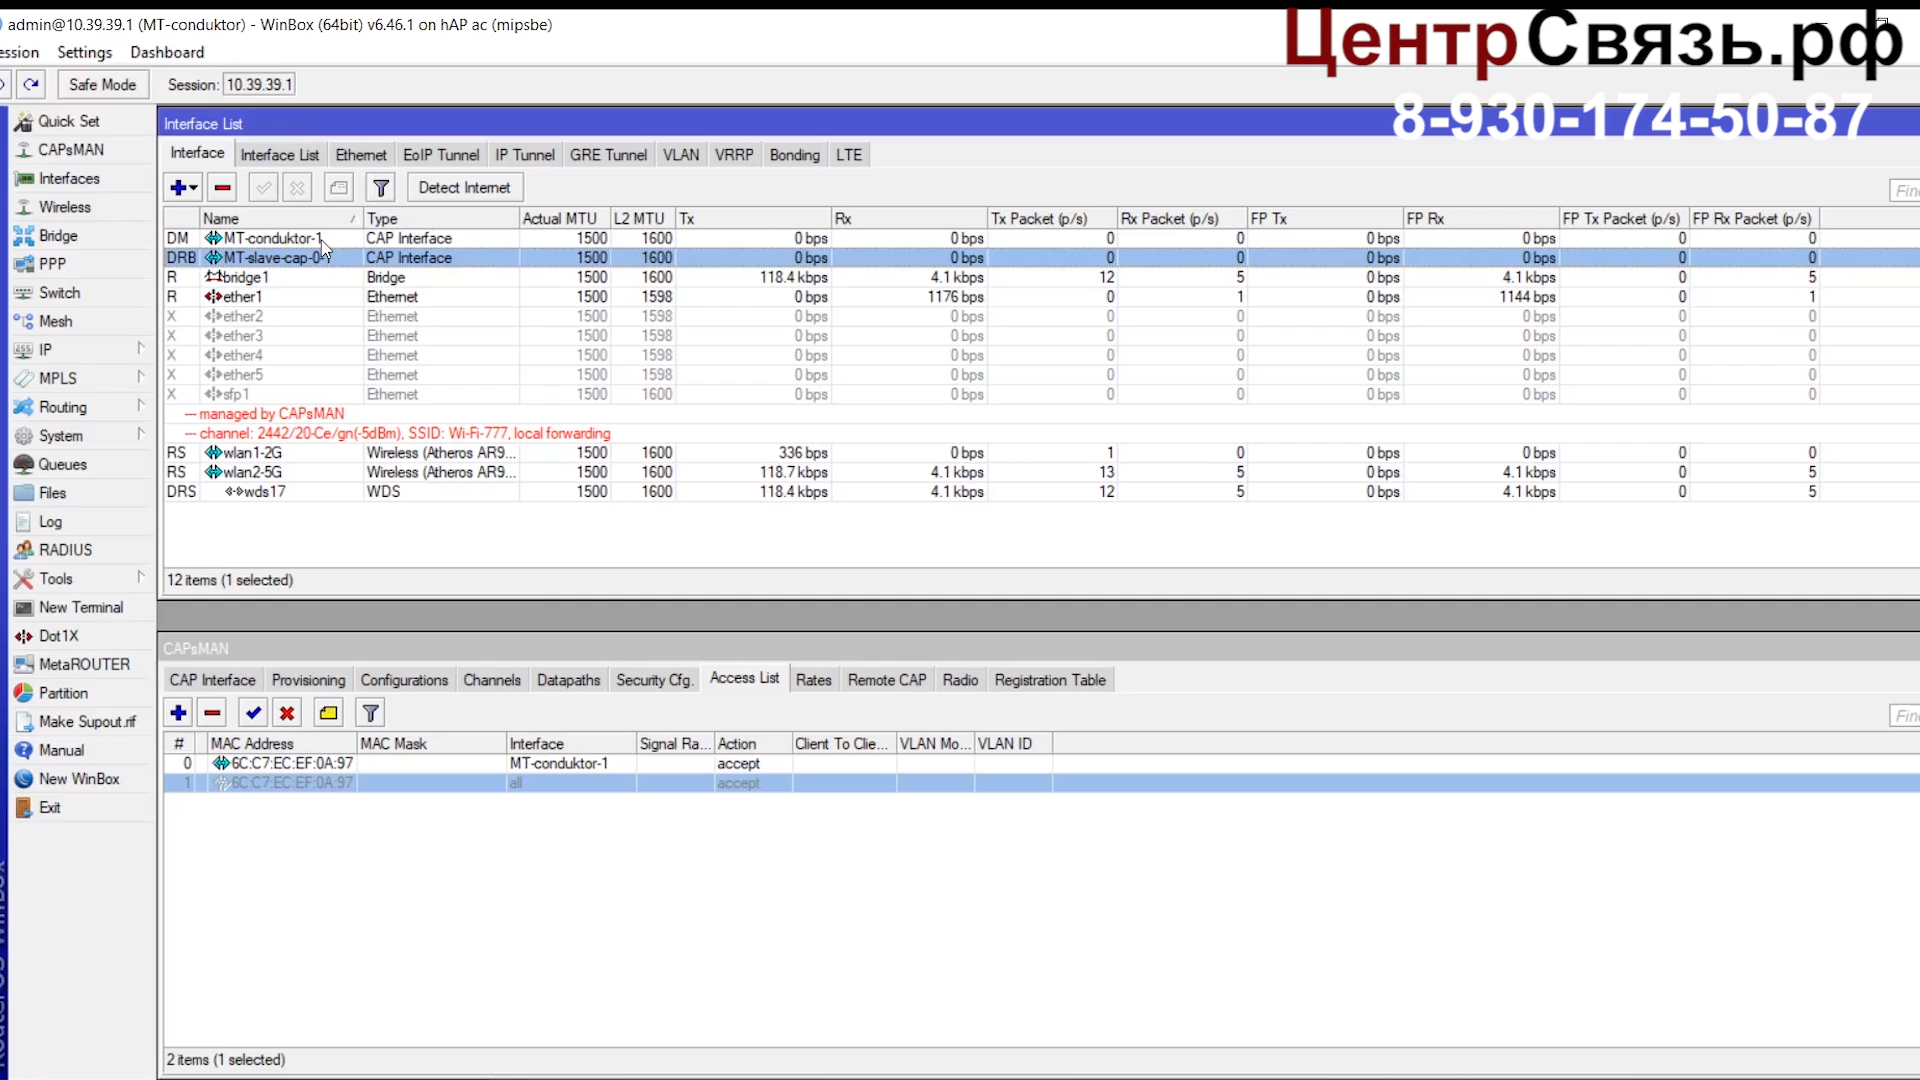 admin@10.39.39.1 (MT-conduktor) - WinBox (64bit) v6.46.1 on hAP ac (mipsbe)
ession Settings Dashboard
ЦентрСвязь.рф
Safe Mode Session: 10.39.39.1
8-930-174-50-87
Quick Set
CAPsMAN
Interfaces
Wireless
Bridge
PPP
Switch
Mesh
IP
MPLS
Routing
System
Queues
Files
Log
RADIUS
Tools
New Terminal
Dot1X
MetaROUTER
Partition
Make Supout.rif
Manual
New WinBox
Exit
Interface List
Interface Interface List Ethernet EoIP Tunnel IP Tunnel GRE Tunnel VLAN VRRP Bonding LTE
Detect Internet Fin
Name Type Actual MTU L2 MTU Tx Rx Tx Packet (p/s) Rx Packet (p/s) FP Tx FP Rx FP Tx Packet (p/s) FP Rx Packet (p/s)
DM MT-conduktor-1 CAP Interface 1500 1600 0 bps 0 bps 0 0 0 bps 0 bps 0 0
DRB MT-slave-cap-0-1 CAP Interface 1500 1600 0 bps 0 bps 0 0 0 bps 0 bps 0 0
R bridge1 Bridge 1500 1600 118.4 kbps 4.1 kbps 12 5 0 bps 4.1 kbps 0 5
R ether1 Ethernet 1500 1598 0 bps 1176 bps 0 1 0 bps 1144 bps 0 1
X ether2 Ethernet 1500 1598 0 bps 0 bps 0 0 0 bps 0 bps 0 0
X ether3 Ethernet 1500 1598 0 bps 0 bps 0 0 0 bps 0 bps 0 0
X ether4 Ethernet 1500 1598 0 bps 0 bps 0 0 0 bps 0 bps 0 0
X ether5 Ethernet 1500 1598 0 bps 0 bps 0 0 0 bps 0 bps 0 0
X sfp1 Ethernet 1500 1600 0 bps 0 bps 0 0 0 bps 0 bps 0 0
--- managed by CAPsMAN
--- channel: 2442/20-Ce/gn(-5dBm), SSID: Wi-Fi-777, local forwarding
RS wlan1-2G Wireless (Atheros AR9... 1500 1600 336 bps 0 bps 1 0 0 bps 0 bps 0 0
RS wlan2-5G Wireless (Atheros AR9... 1500 1600 118.7 kbps 4.1 kbps 13 5 0 bps 4.1 kbps 0 5
DRS wds17 WDS 1500 1600 118.4 kbps 4.1 kbps 12 5 0 bps 4.1 kbps 0 5
12 items (1 selected)
CAPsMAN
CAP Interface Provisioning Configurations Channels Datapaths Security Cfg. Access List Rates Remote CAP Radio Registration Table
Fin
# MAC Address MAC Mask Interface Signal Ra... Action Client To Clie... VLAN Mo... VLAN ID
0 6C:C7:EC:EF:0A:97 MT-conduktor-1 accept
1 6C:C7:EC:EF:0A:97 all accept
2 items (1 selected)
RouterOS WinBox